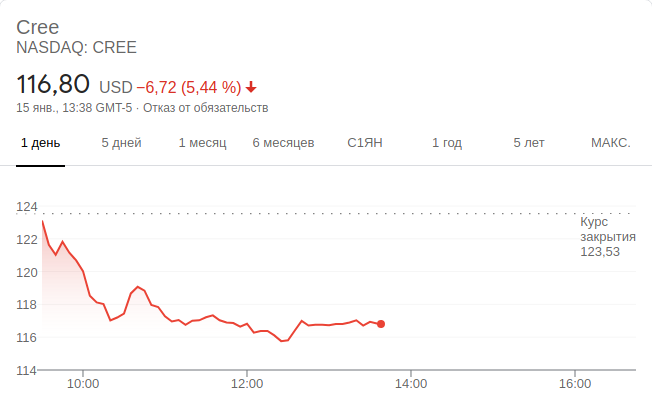 Cree
NASDAQ: CREE
116,80 USD −6,72 (5,44 %)
15 янв., 13:38 GMT-5 · Отказ от обязательств
1 день 5 дней 1 месяц 6 месяцев С1ЯН 1 год 5 лет МАКС.
124
Курс
закрытия
123,53
122
120
118
116
114
10:00 12:00 14:00 16:00